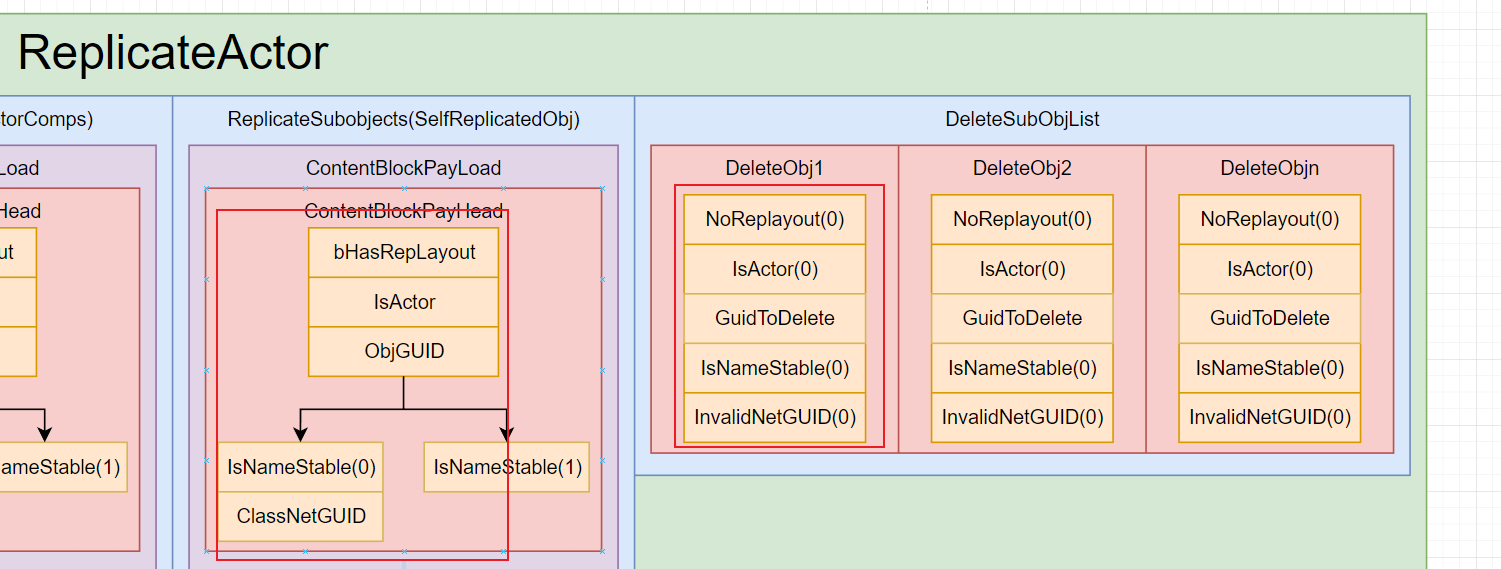 ReplicateActor
torComps)
ReplicateSubobjects(SelfReplicatedObj)
DeleteSubObjList
Load
ContentBlockPayLoad
DeleteObj1
DeleteObj2
DeleteObjn
Head
ContentBlockPayHead
ut
bHasRepLayout
IsActor
ObjGUID
ameStable(1)
IsNameStable(0)
IsNameStable(1)
ClassNetGUID
NoReplayout(0)
IsActor(0)
GuidToDelete
IsNameStable(0)
InvalidNetGUID(0)
NoReplayout(0)
IsActor(0)
GuidToDelete
IsNameStable(0)
InvalidNetGUID(0)
NoReplayout(0)
IsActor(0)
GuidToDelete
IsNameStable(0)
InvalidNetGUID(0)